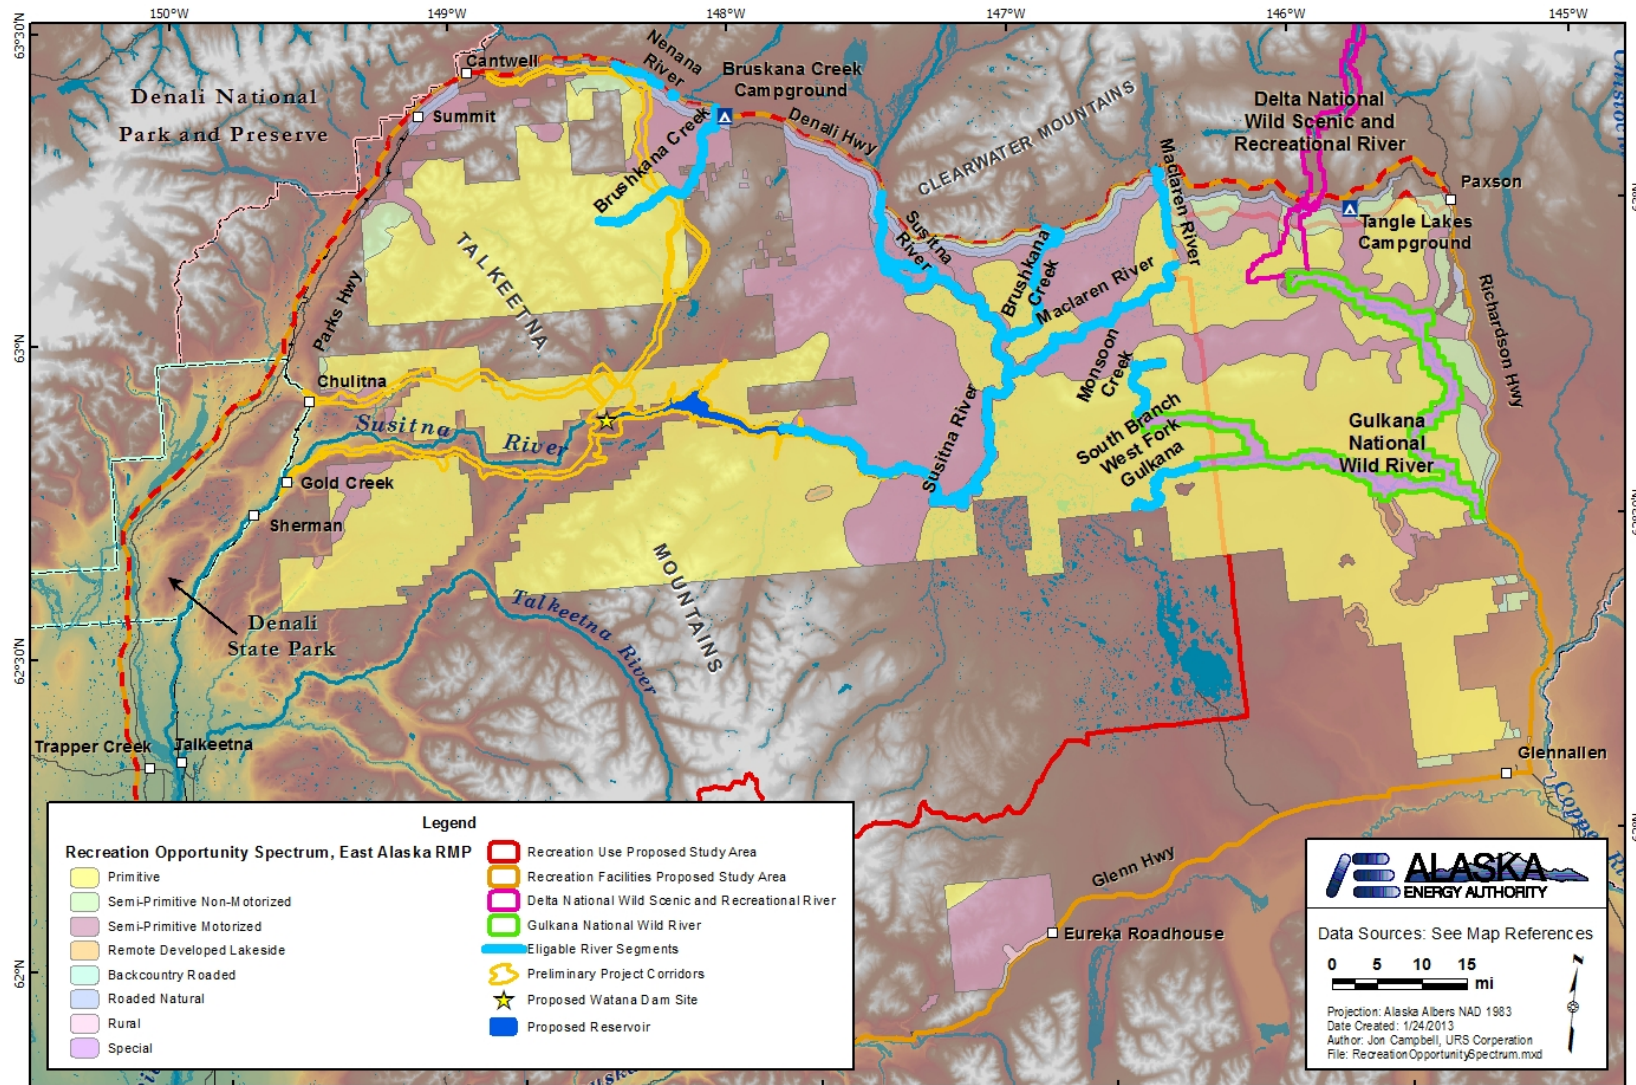 150°W
149°W
148°W
147°W
146°W
145°W
63°30'N
63°N
62°30'N
62°N
Cantwell
Nenana
River
Bruskana Creek
Campground
Denali National
Park and Preserve
Summit
Brushkana Creek
Denali Hwy
CLEARWATER MOUNTAINS
Delta National
Wild Scenic and
Recreational River
Maclaren River
Paxson
Tangle Lakes
Campground
TALKEETNA
Parks Hwy
Susitna
River
Brushkana
Creek
Maclaren River
Richardson Hwy
Chulitna
Monsoon
Creek
Susitna River
Susitna River
South Branch
West Fork
Gulkana
Gulkana
National
Wild River
Gold Creek
Sherman
MOUNTAINS
Talkeetna River
Denali
State Park
Trapper Creek
Talkeetna
Glennallen
Glenn Hwy
Eureka Roadhouse
Legend
Recreation Opportunity Spectrum, East Alaska RMP
Primitive
Semi-Primitive Non-Motorized
Semi-Primitive Motorized
Remote Developed Lakeside
Backcountry Roaded
Roaded Natural
Rural
Special
Recreation Use Proposed Study Area
Recreation Facilities Proposed Study Area
Delta National Wild Scenic and Recreational River
Gulkana National Wild River
Eligable River Segments
Preliminary Project Corridors
Proposed Watana Dam Site
Proposed Reservoir
ALASKA
ENERGY AUTHORITY
Data Sources: See Map References
0 5 10 15
mi
N
Projection: Alaska Albers NAD 1983
Date Created: 1/24/2013
Author: Jon Campbell, URS Corperation
File: RecreationOpportunitySpectrum.mxd